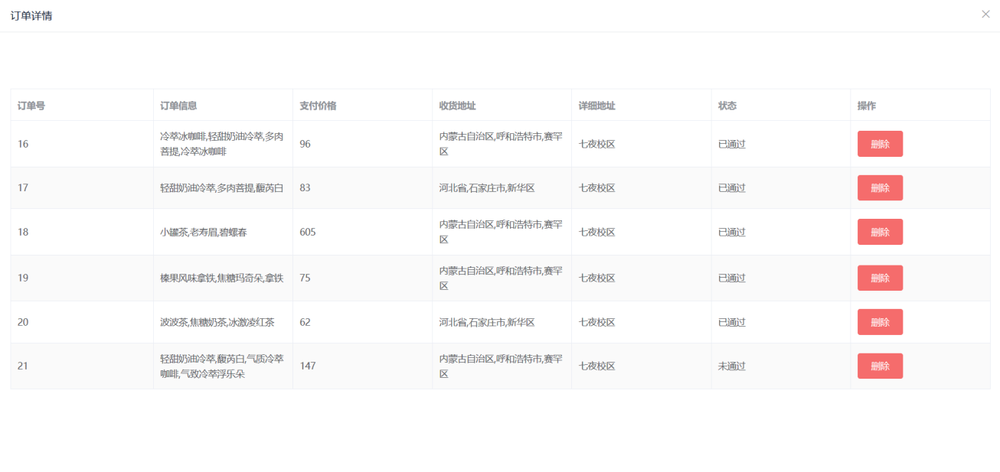 订单详情
订单号 订单信息 支付价格 收货地址 详细地址 状态 操作
16 冷萃冰咖啡,轻甜奶油冷萃,多肉菩提,冷萃冰咖啡 96 内蒙古自治区,呼和浩特市,赛罕区 七夜校区 已通过 删除
17 轻甜奶油冷萃,多肉菩提,馥芮白 83 河北省,石家庄市,新华区 七夜校区 已通过 删除
18 小罐茶,老寿眉,碧螺春 605 内蒙古自治区,呼和浩特市,赛罕区 七夜校区 已通过 删除
19 榛果风味拿铁,焦糖玛奇朵,拿铁 75 内蒙古自治区,呼和浩特市,赛罕区 七夜校区 已通过 删除
20 波波茶,焦糖奶茶,冰激凌红茶 62 河北省,石家庄市,新华区 七夜校区 已通过 删除
21 轻甜奶油冷萃,馥芮白,气质冷萃咖啡,气致冷萃浮乐朵 147 内蒙古自治区,呼和浩特市,赛罕区 七夜校区 未通过 删除